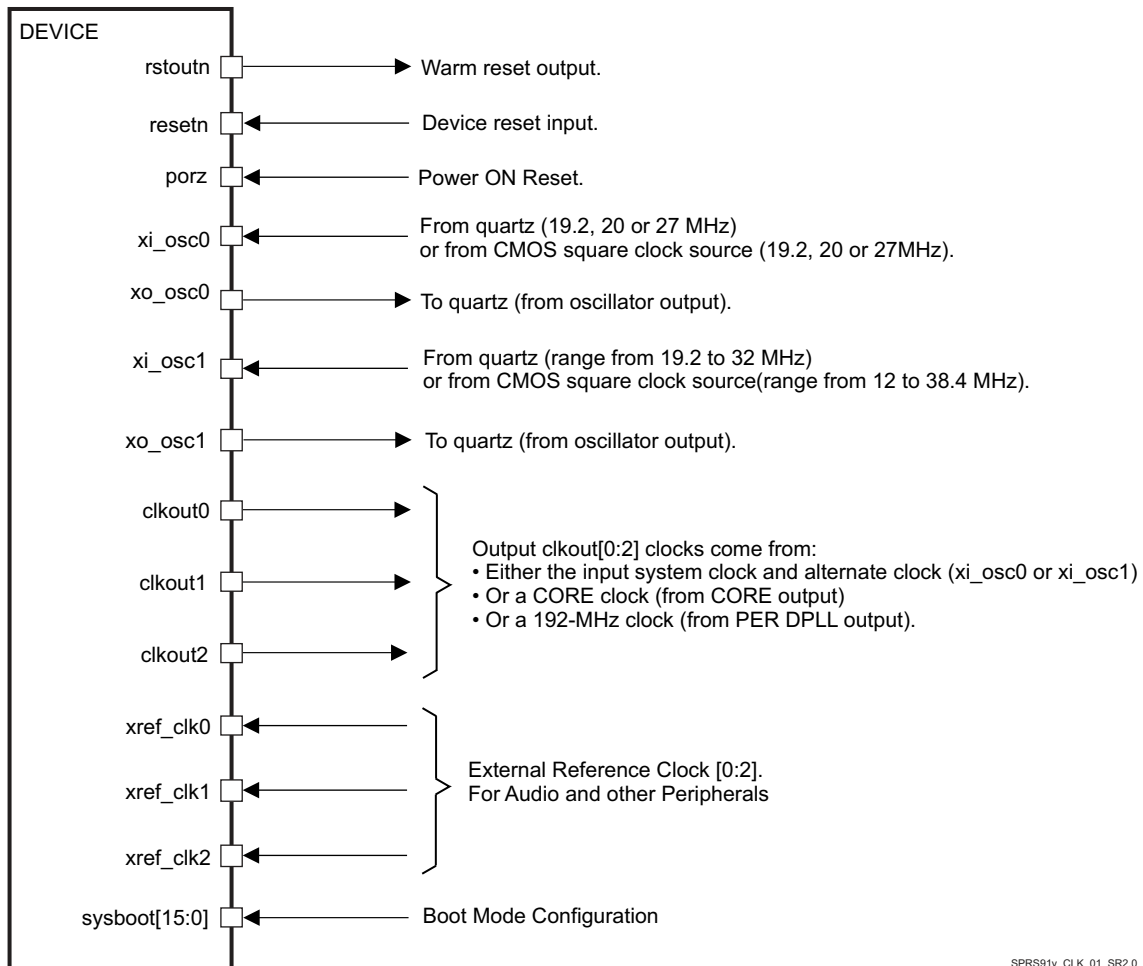 DEVICE
rstoutn
Warm reset output.
resetn
Device reset input.
porz
Power ON Reset.
xi_osc0
From quartz (19.2, 20 or 27 MHz)
or from CMOS square clock source (19.2, 20 or 27MHz).
xo_osc0
To quartz (from oscillator output).
xi_osc1
From quartz (range from 19.2 to 32 MHz)
or from CMOS square clock source(range from 12 to 38.4 MHz).
xo_osc1
To quartz (from oscillator output).
clkout0
clkout1
clkout2
Output clkout[0:2] clocks come from:
• Either the input system clock and alternate clock (xi_osc0 or xi_osc1)
• Or a CORE clock (from CORE output)
• Or a 192-MHz clock (from PER DPLL output).
xref_clk0
xref_clk1
xref_clk2
External Reference Clock [0:2].
For Audio and other Peripherals
sysboot[15:0]
Boot Mode Configuration
SPRS91v_CLK_01_SR2.0